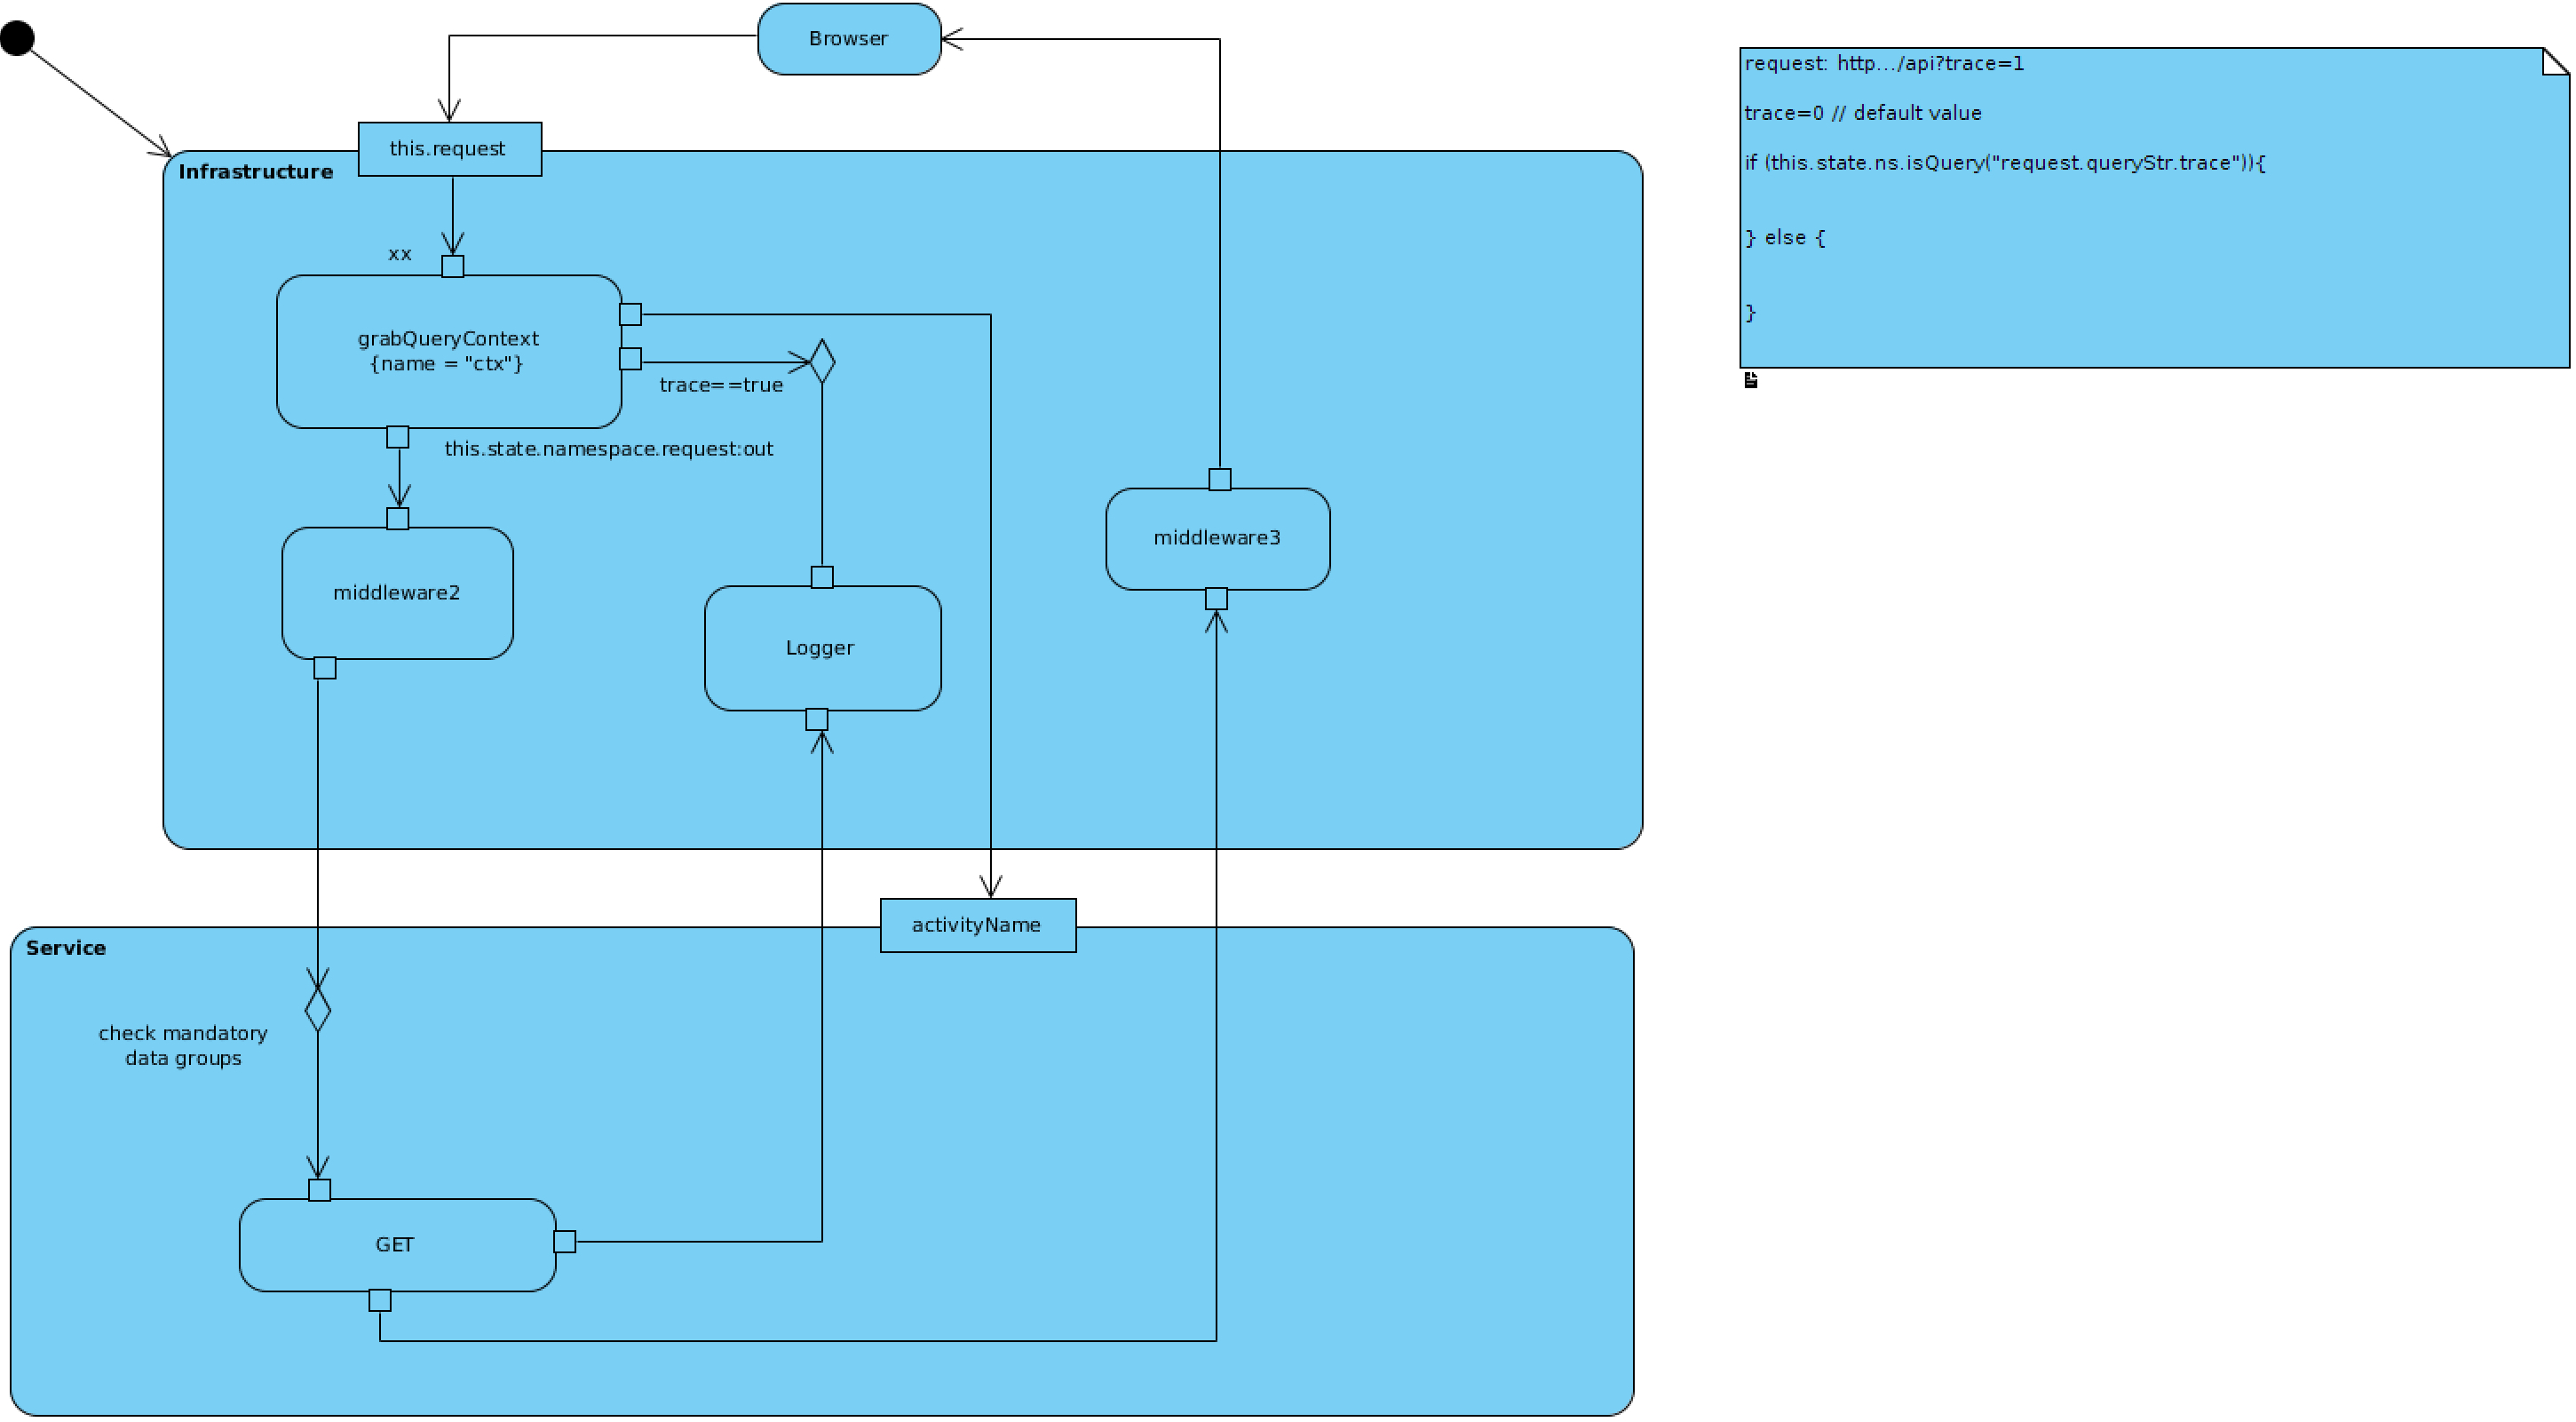 Browser
request: http.../api?trace=1
trace=0 // default value
if (this.state.ns.isQuery("request.queryStr.trace")){
} else {
}
this.request
Infrastructure
xx
grabQueryContext
{name = "ctx"}
trace==true
this.state.namespace.request:out
middleware3
middleware2
Logger
activityName
Service
check mandatory
data groups
GET